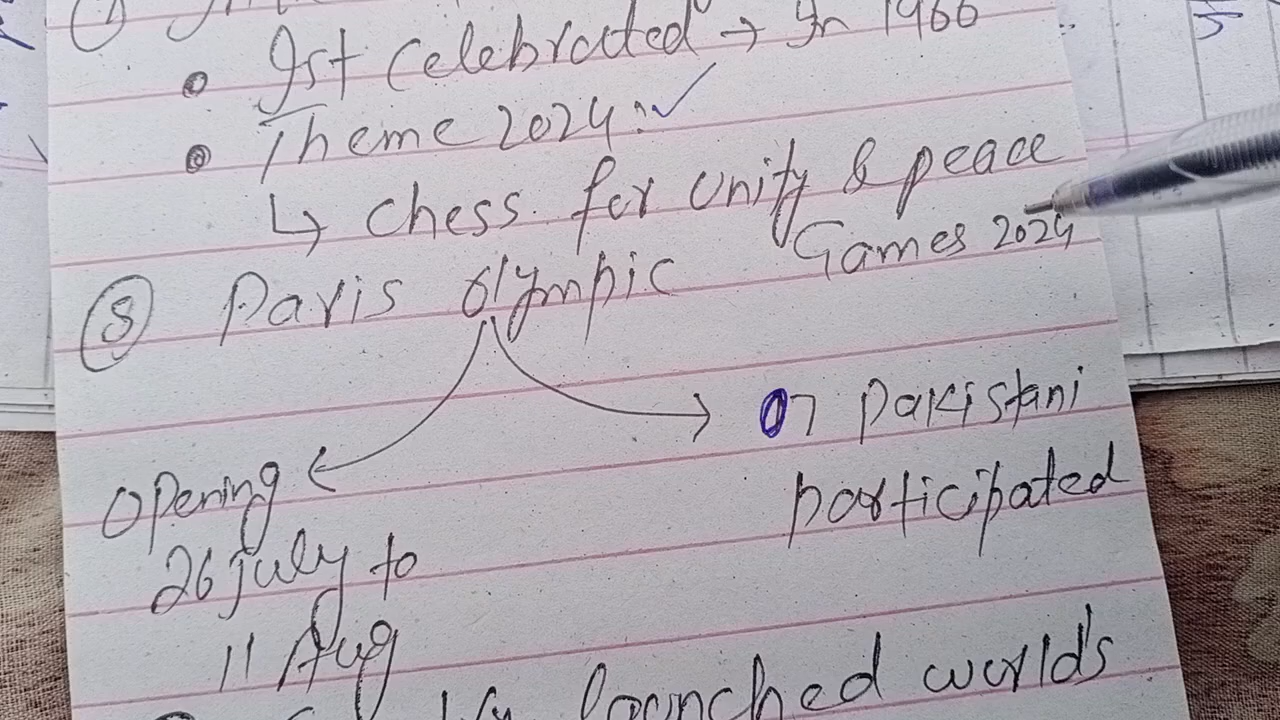 • Ist Celebrated → In 1966
• Theme 2024: ✓
↳ Chess for Unity & peace
(8) Paris Olympic Games 2024
07 Pakistani
participated
Opening
26 july to
11 Aug
launched world's